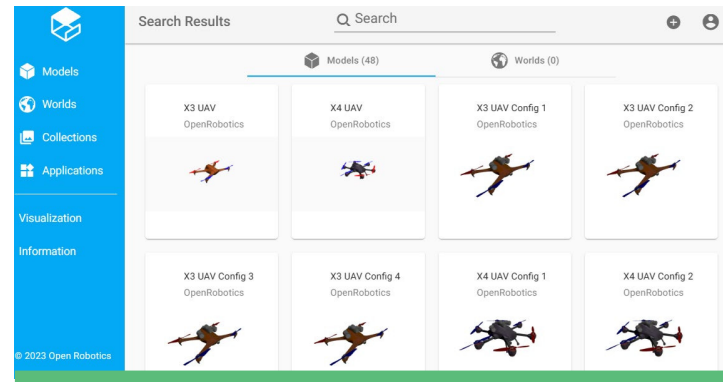 Search Results
Search
Models
Worlds
Collections
Applications
Visualization
Information
© 2023 Open Robotics
Models (48)
Worlds (0)
X3 UAV
OpenRobotics
X4 UAV
OpenRobotics
X3 UAV Config 1
OpenRobotics
X3 UAV Config 2
OpenRobotics
X3 UAV Config 3
OpenRobotics
X3 UAV Config 4
OpenRobotics
X4 UAV Config 1
OpenRobotics
X4 UAV Config 2
OpenRobotics